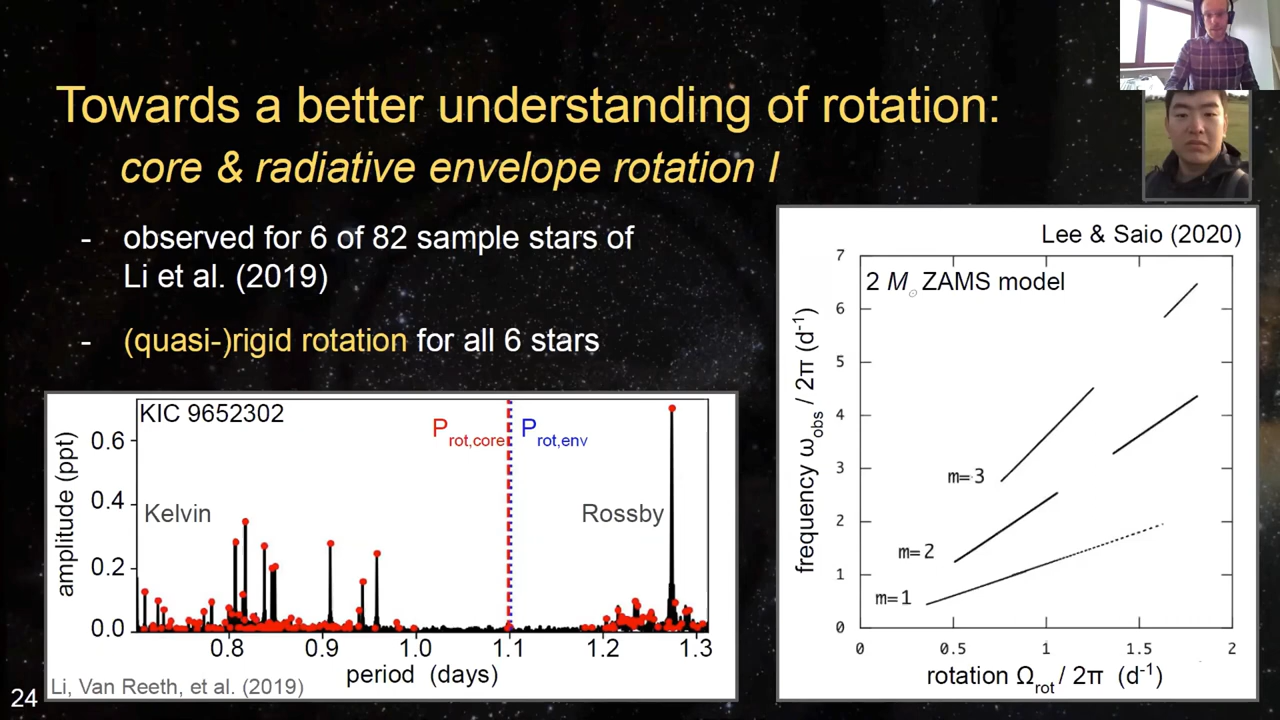 Towards a better understanding of rotation:
core & radiative envelope rotation I
- observed for 6 of 82 sample stars of
Li et al. (2019)
- (quasi-)rigid rotation for all 6 stars
KIC 9652302
P rot,core
P rot,env
Kelvin
Rossby
amplitude (ppt)
0.6
0.4
0.2
0.0
0.8
0.9
1.0
1.1
1.2
1.3
period (days)
Li, Van Reeth, et al. (2019)
24
Lee & Saio (2020)
2 M☉ ZAMS model
frequency ω obs / 2π (d⁻¹)
7
6
5
4
3
2
1
0
m=3
m=2
m=1
0
0.5
1
1.5
2
rotation Ω rot / 2π (d⁻¹)